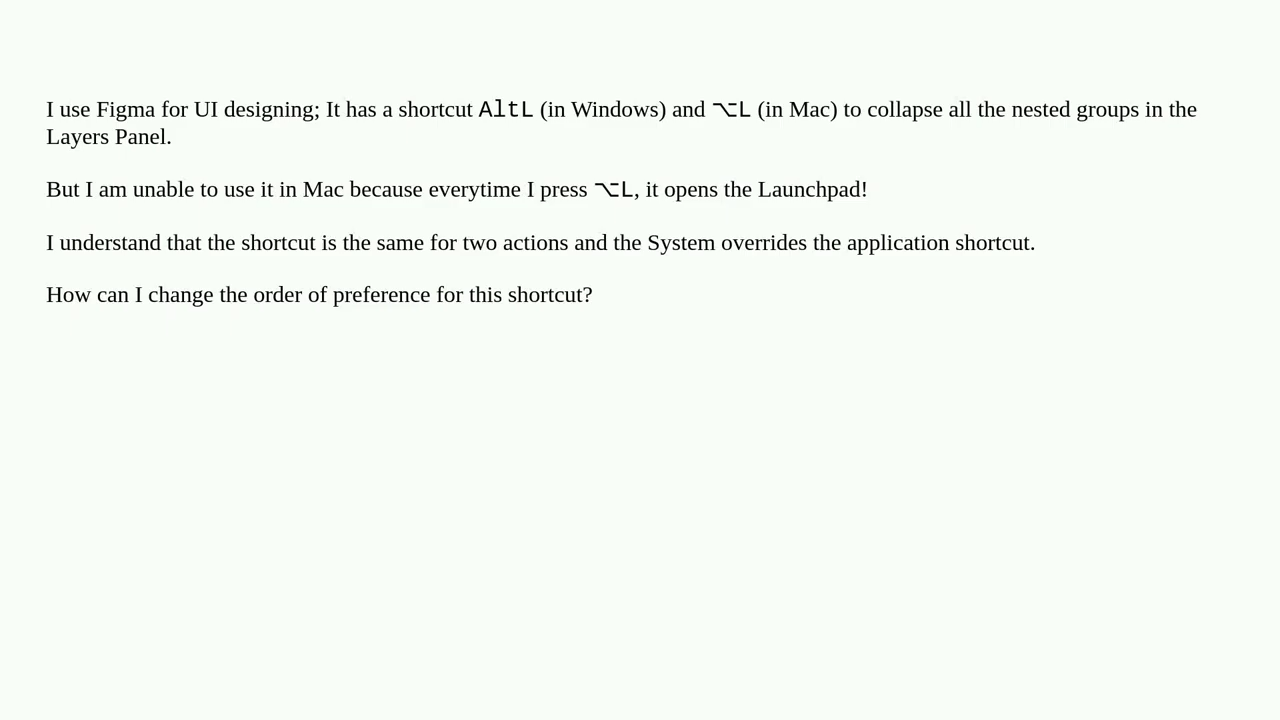 I use Figma for UI designing; It has a shortcut AltL (in Windows) and ⌥L (in Mac) to collapse all the nested groups in the
Layers Panel.
But I am unable to use it in Mac because everytime I press ⌥L, it opens the Launchpad!
I understand that the shortcut is the same for two actions and the System overrides the application shortcut.
How can I change the order of preference for this shortcut?